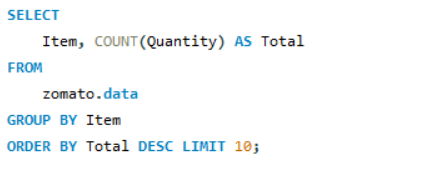 SELECT
Item, COUNT(Quantity) AS Total
FROM
zomato.data
GROUP BY Item
ORDER BY Total DESC LIMIT 10;